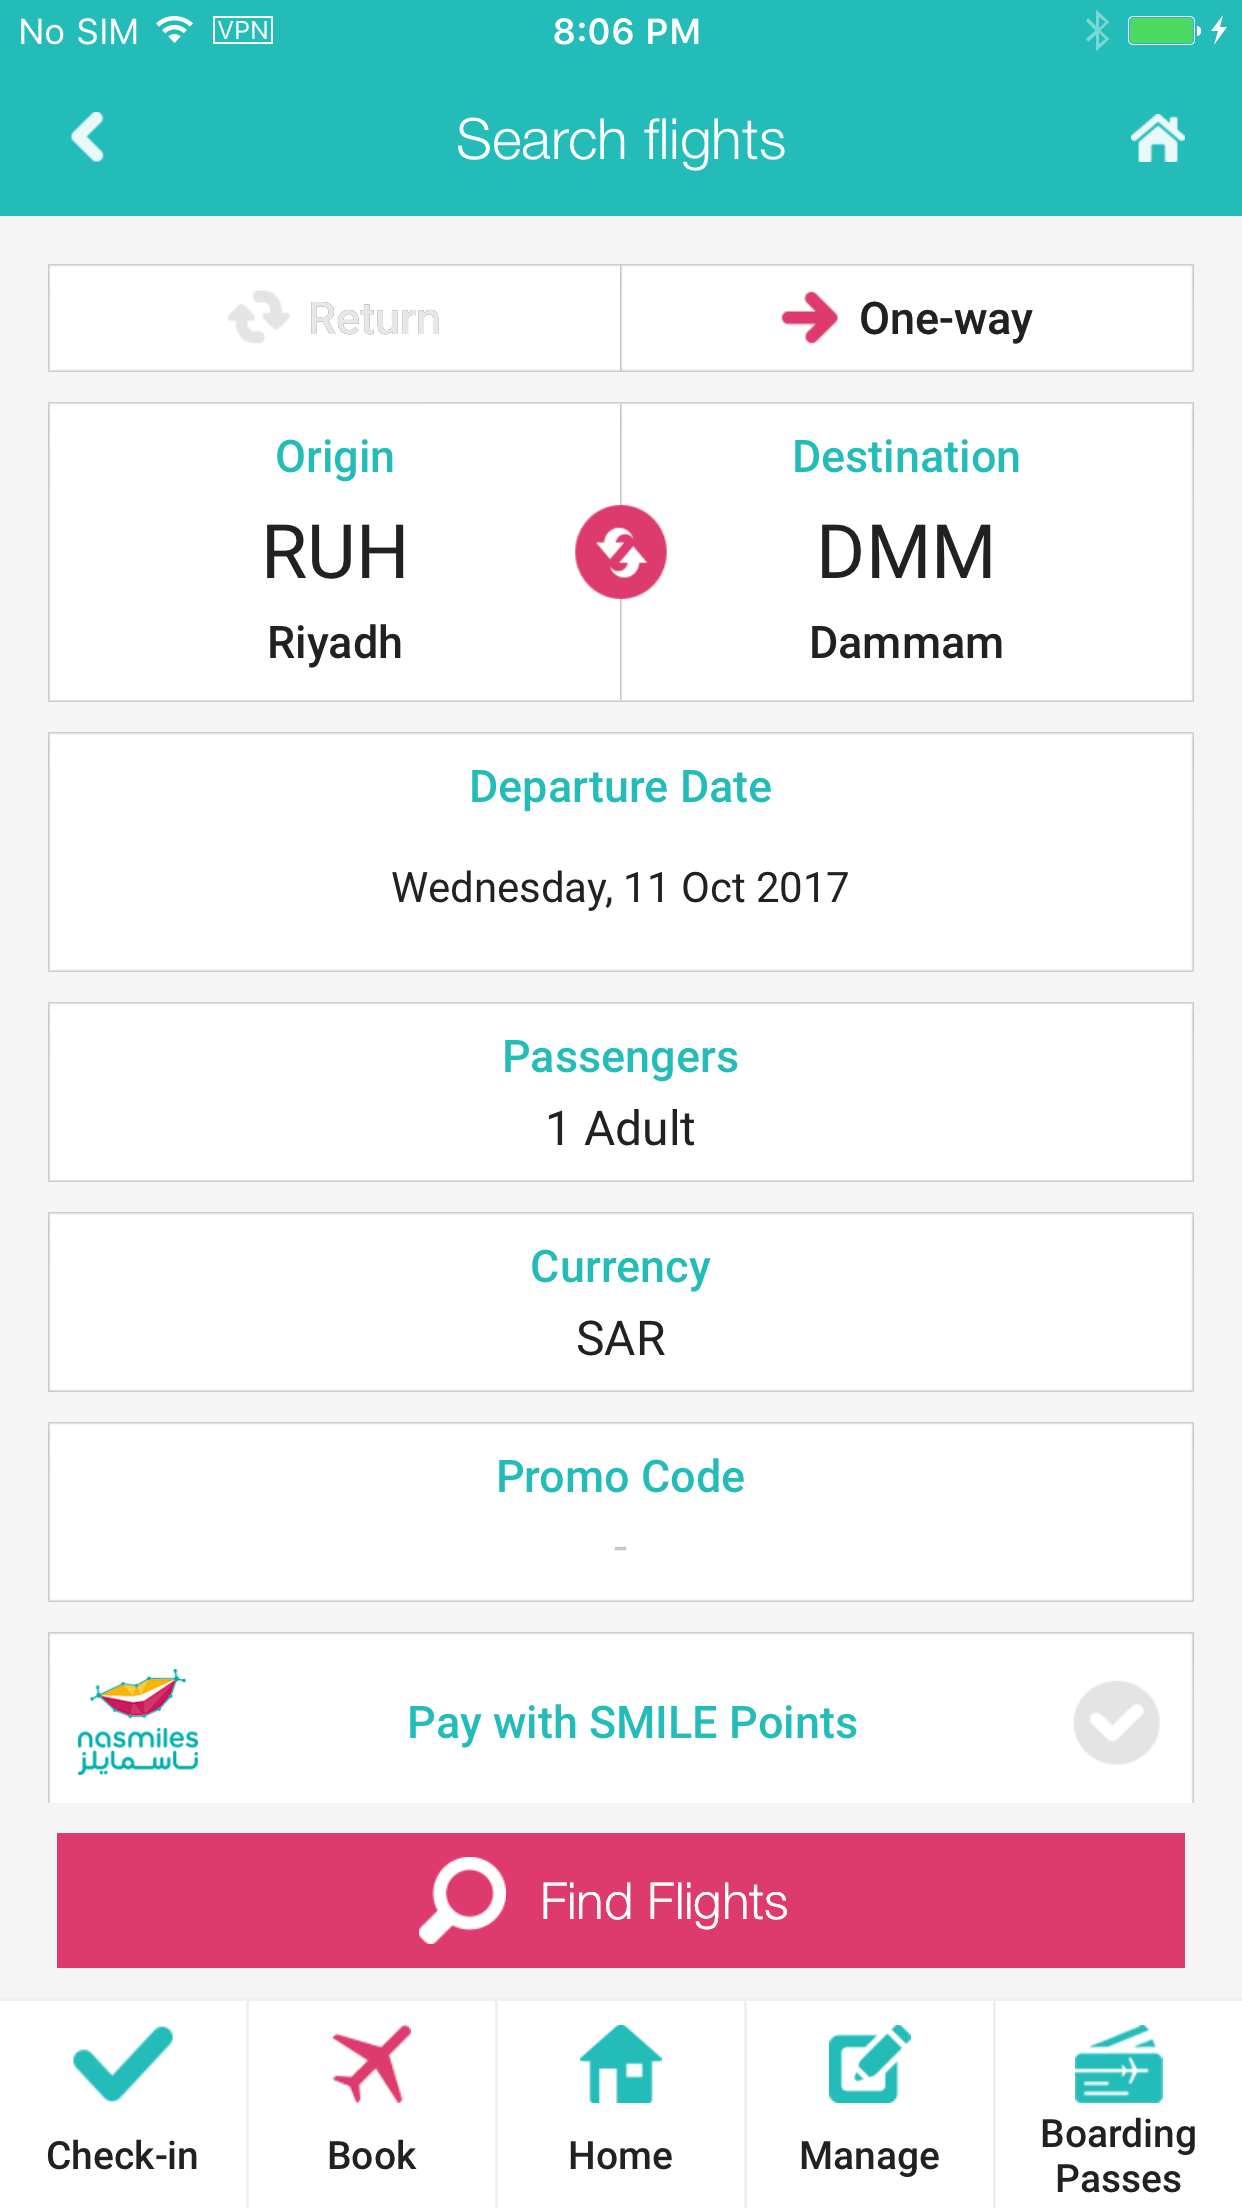 No SIM VPN 8:06 PM
Search flights
Return One-way
Origin Destination
RUH DMM
Riyadh Dammam
Departure Date
Wednesday, 11 Oct 2017
Passengers
1 Adult
Currency
SAR
Promo Code
-
nasmiles
ناسمايلز
Pay with SMILE Points
Find Flights
Check-in Book Home Manage Boarding Passes